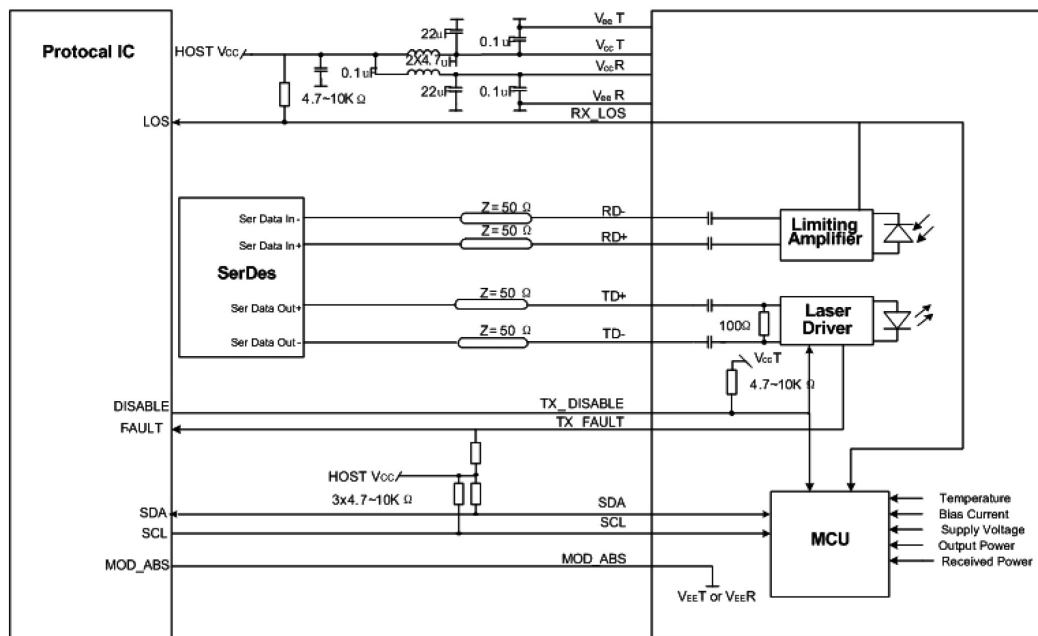 Protocal IC
HOST Vcc
22uF
0.1uF
VeeT
VccT
2X4.7uH
0.1uF
VccR
4.7~10K Ω
22uF
0.1uF
VeeR
LOS
RX_LOS
Ser Data In-
Z=50 Ω
RD-
Limiting
Amplifier
Ser Data In+
Z=50 Ω
RD+
SerDes
Ser Data Out+
Z=50 Ω
TD+
Laser
Driver
100Ω
Ser Data Out-
Z=50 Ω
TD-
VccT
4.7~10K Ω
DISABLE
TX_DISABLE
FAULT
TX_FAULT
HOST Vcc
3x4.7~10K Ω
SDA
SDA
SCL
SCL
MCU
Temperature
Bias Current
Supply Voltage
Output Power
Received Power
MOD_ABS
MOD_ABS
VEET or VEER